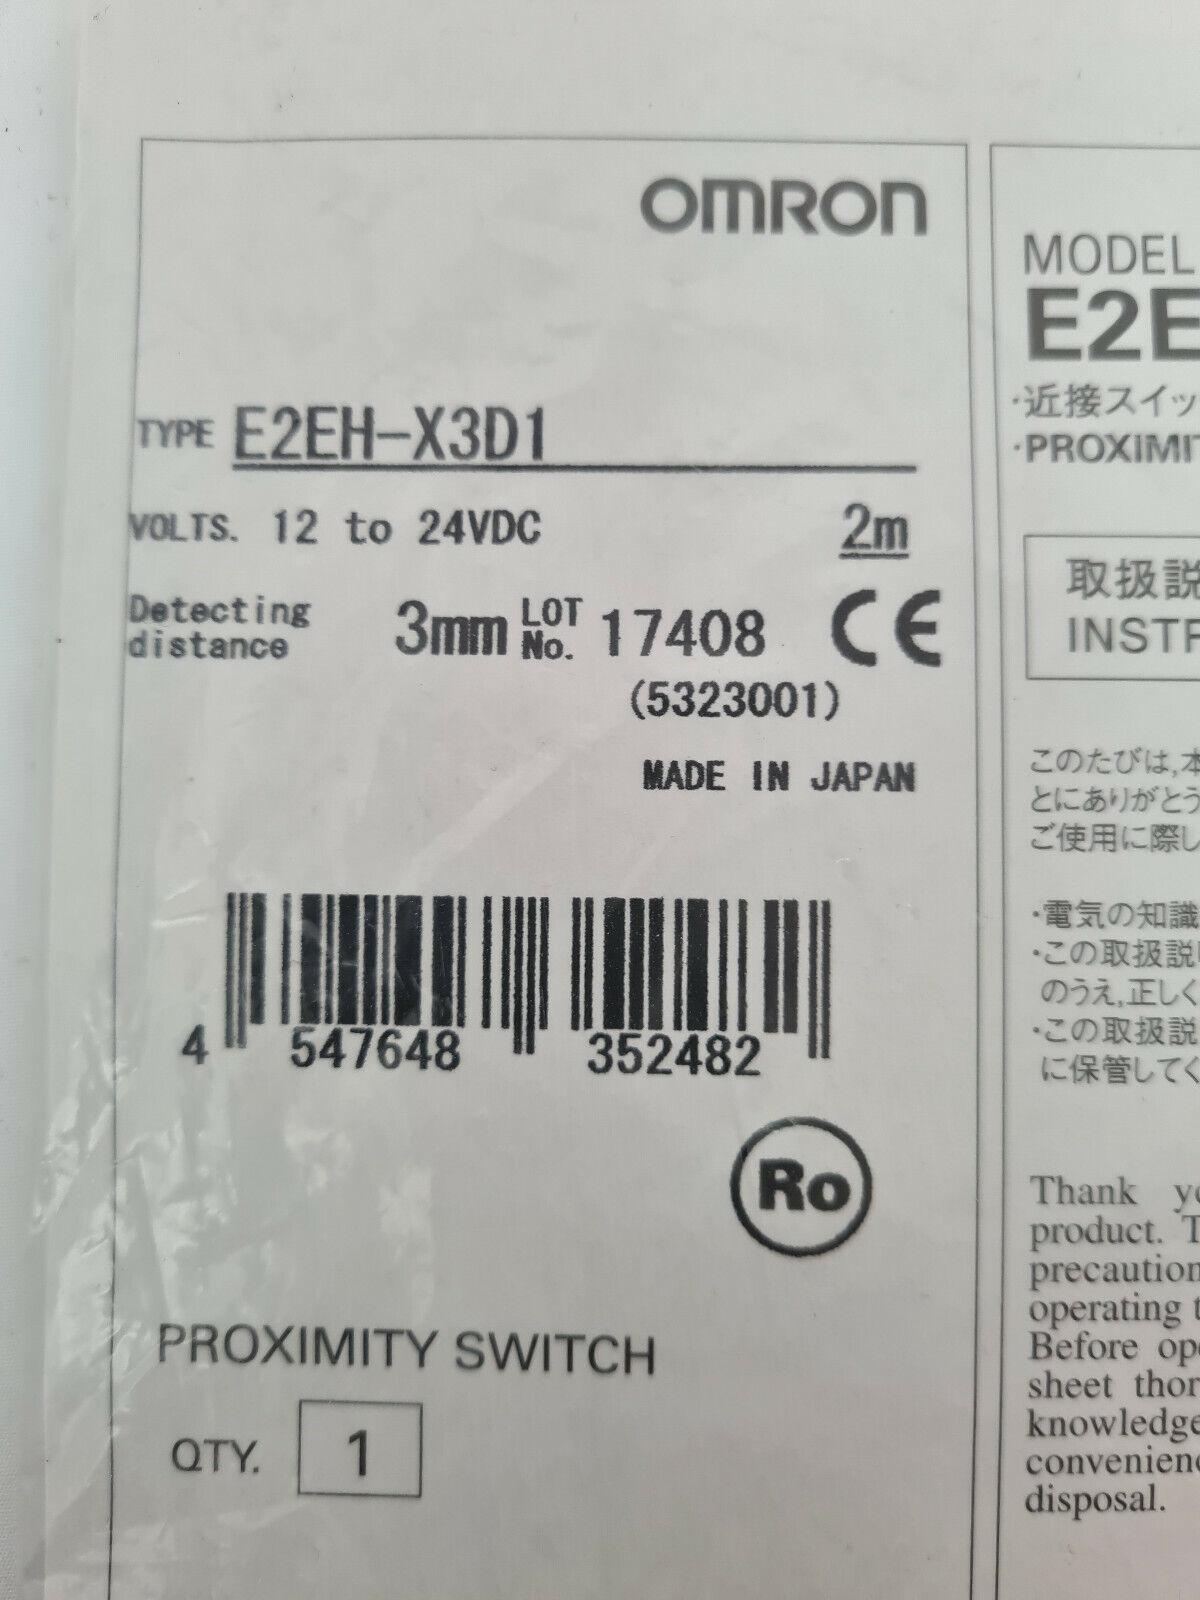 OMRON
TYPE E2EH-X3D1
VOLTS. 12 to 24VDC 2m
Detecting distance 3mm LOT No. 17408 CE
(5323001)
MADE IN JAPAN
4 547648 352482
Ro
PROXIMITY SWITCH
QTY. 1
MODEL
E2E
・近接スイッ
・PROXIMI
取扱説
INSTR
このたびは,本
とにありがとう
ご使用に際し
・電気の知識
・この取扱説
のうえ,正しく
・この取扱説
に保管してく
Thank yo
product. T
precaution
operating t
Before ope
sheet thor
knowledge
convenienc
disposal.